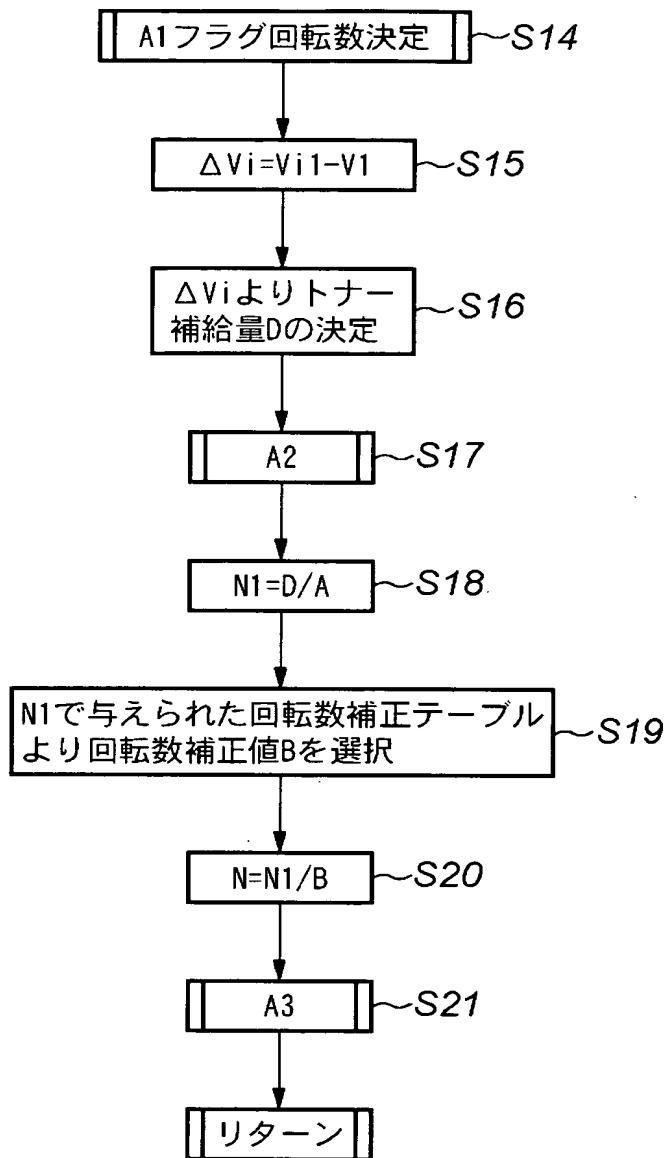 A1フラグ回転数決定 S14
ΔVi=Vi1-V1 S15
ΔViよりトナー
補給量Dの決定 S16
A2 S17
N1=D/A S18
N1で与えられた回転数補正テーブル
より回転数補正値Bを選択 S19
N=N1/B S20
A3 S21
リターン